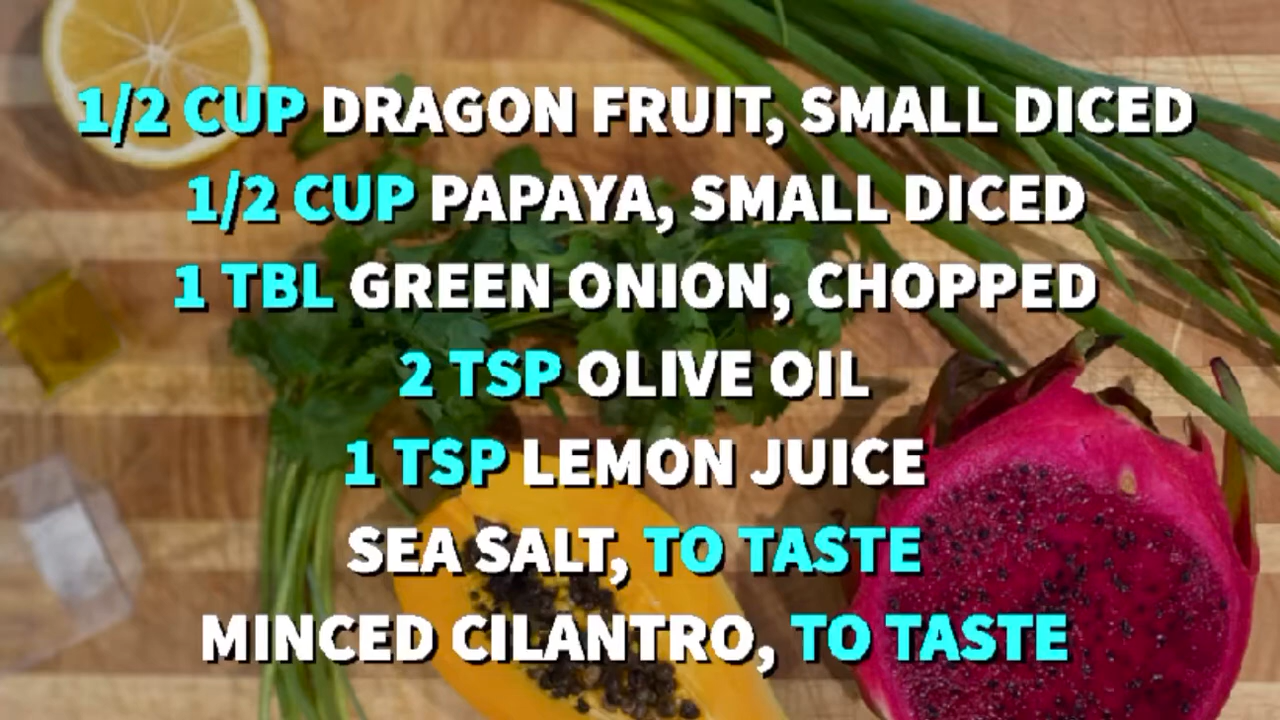 1/2 CUP DRAGON FRUIT, SMALL DICED
1/2 CUP PAPAYA, SMALL DICED
1 TBL GREEN ONION, CHOPPED
2 TSP OLIVE OIL
1 TSP LEMON JUICE
SEA SALT, TO TASTE
MINCED CILANTRO, TO TASTE